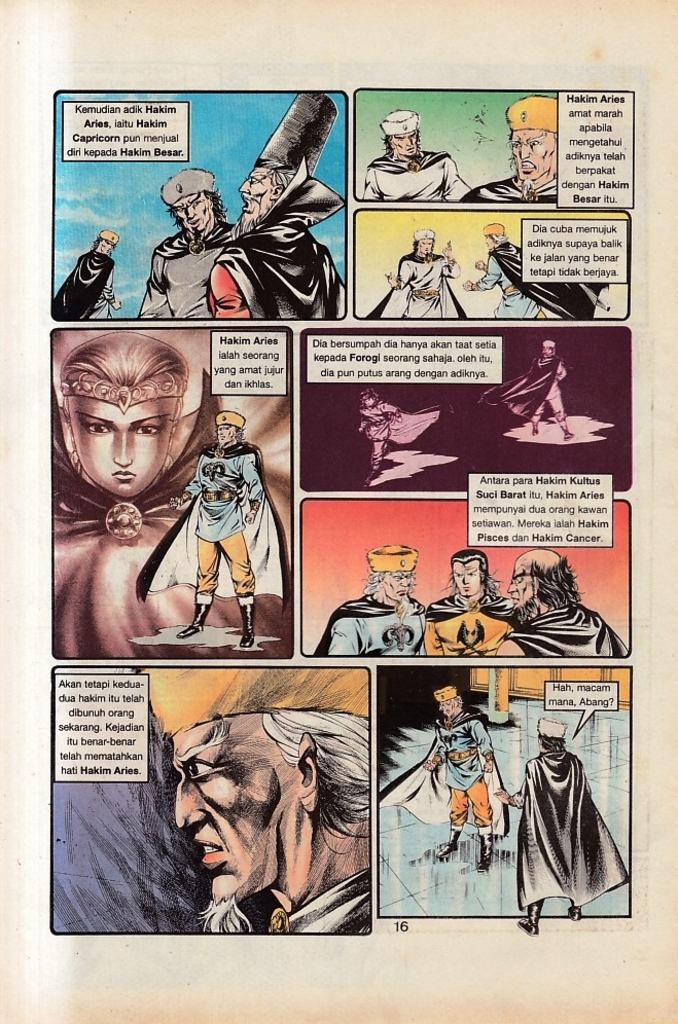 Kemudian adik Hakim
Aries, iaitu Hakim
Capricorn pun menjual
diri kepada Hakim Besar.
Hakim Aries
amat marah
apabila
mengetahui
adiknya telah
berpakat
dengan Hakim
Besar itu.
Dia cuba memujuk
adiknya supaya balik
ke jalan yang benar
tetapi tidak berjaya.
Hakim Aries
ialah seorang
yang amat jujur
dan ikhlas.
Dia bersumpah dia hanya akan taat setia
kepada Forogi seorang sahaja. oleh itu,
dia pun putus arang dengan adiknya.
Antara para Hakim Kultus
Suci Barat itu, Hakim Aries
mempunyai dua orang kawan
setiawan. Mereka ialah Hakim
Pisces dan Hakim Cancer.
Akan tetapi kedua-
dua hakim itu telah
dibunuh orang
sekarang. Kejadian
itu benar-benar
telah mematahkan
hati Hakim Aries.
Hah, macam
mana, Abang?
16